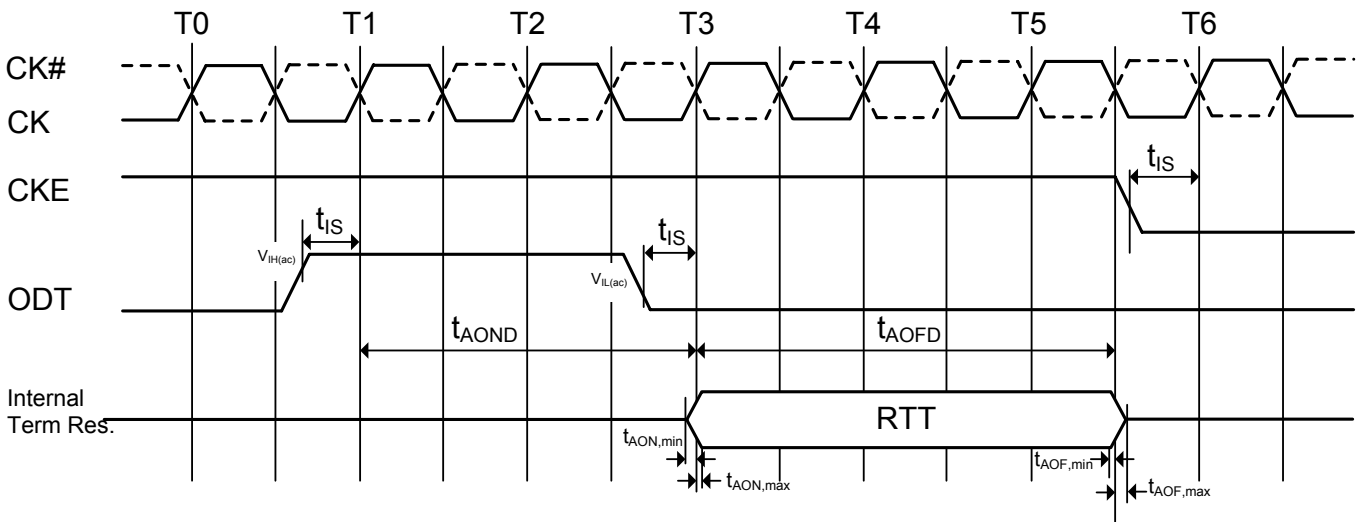 T0 T1 T2 T3 T4 T5 T6
CK#
CK
CKE
tIS
tIS
tIS
VIH(ac)
VIL(ac)
ODT
tAOND
tAOFD
Internal
Term Res.
RTT
tAON,min
tAOF,min
tAON,max
tAOF,max